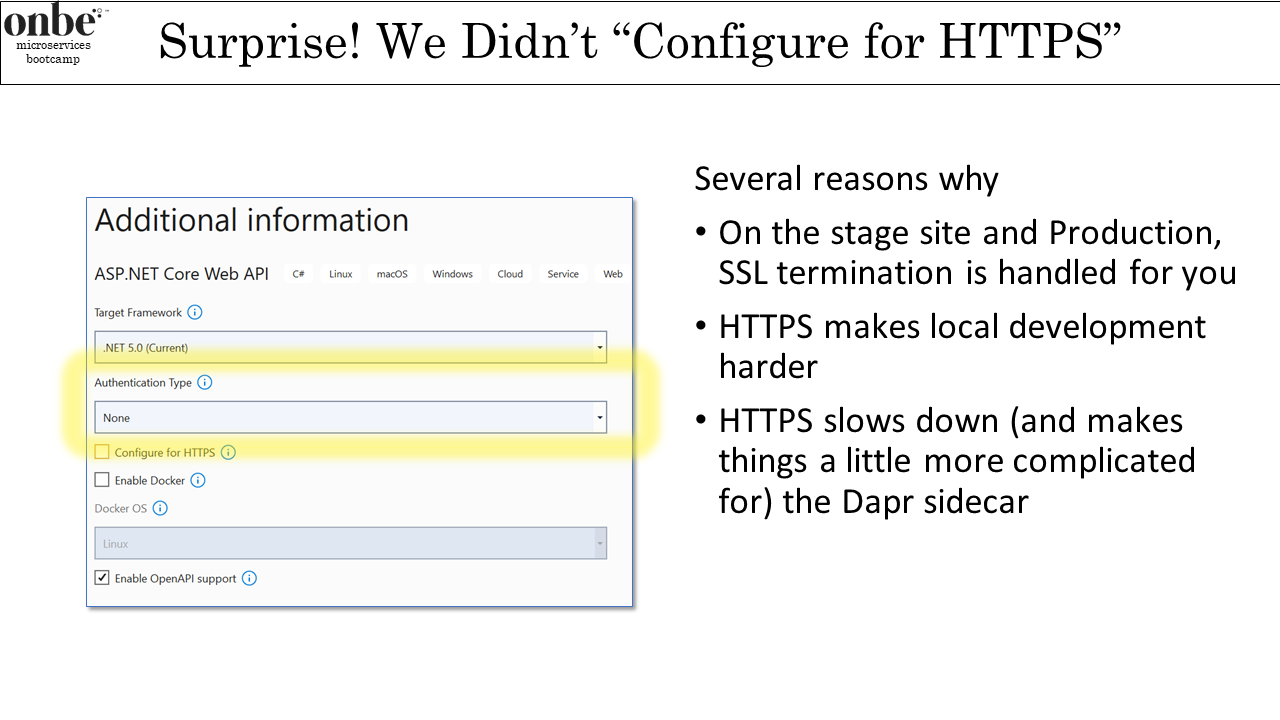 onbe
microservices
bootcamp
Surprise! We Didn’t “Configure for HTTPS”
Additional information
ASP.NET Core Web API C# Linux macOS Windows Cloud Service Web
Target Framework
.NET 5.0 (Current)
Authentication Type
None
Configure for HTTPS
Enable Docker
Docker OS
Linux
Enable OpenAPI support
Several reasons why
• On the stage site and Production,
SSL termination is handled for you
• HTTPS makes local development
harder
• HTTPS slows down (and makes
things a little more complicated
for) the Dapr sidecar